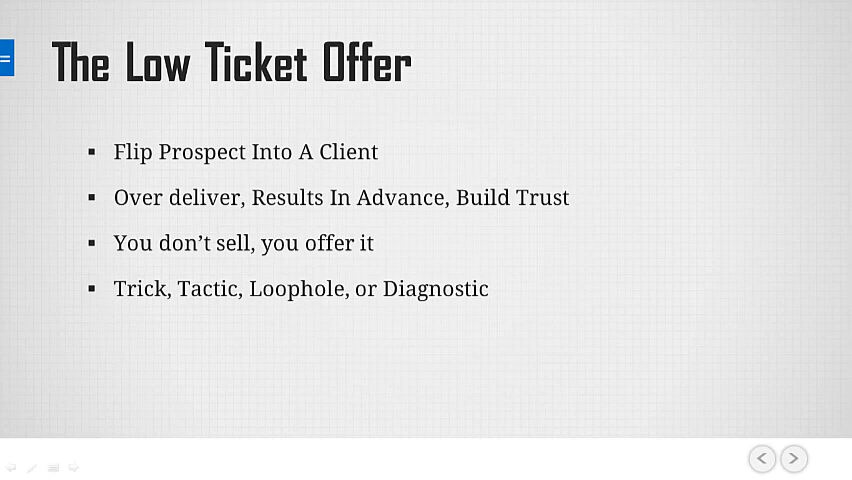 The Low Ticket Offer
Flip Prospect Into A Client
Over deliver, Results In Advance, Build Trust
You don’t sell, you offer it
Trick, Tactic, Loophole, or Diagnostic